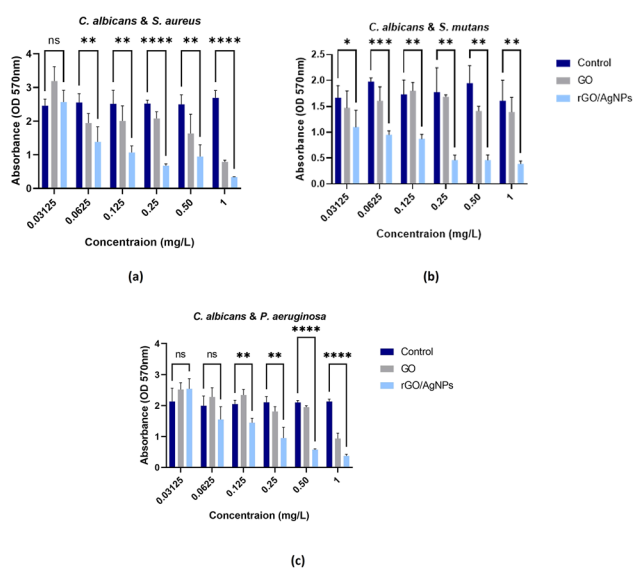 C. albicans & S. aureus
ns ** ** **** ** ****
Absorbance (OD 570nm)
4
3
2
1
0
0.03125 0.0625 0.125 0.25 0.50 1
Concentraion (mg/L)
(a)
C. albicans & S. mutans
* *** ** ** ** **
Absorbance (OD 570nm)
2.5
2.0
1.5
1.0
0.5
0.0
0.03125 0.0625 0.125 0.25 0.50 1
Concentraion (mg/L)
(b)
Control
GO
rGO/AgNPs
C. albicans & P. aeruginosa
ns ns ** ** **** ****
Absorbance (OD 570nm)
4
3
2
1
0
0.03125 0.0625 0.125 0.25 0.50 1
Concentraion (mg/L)
(c)
Control
GO
rGO/AgNPs